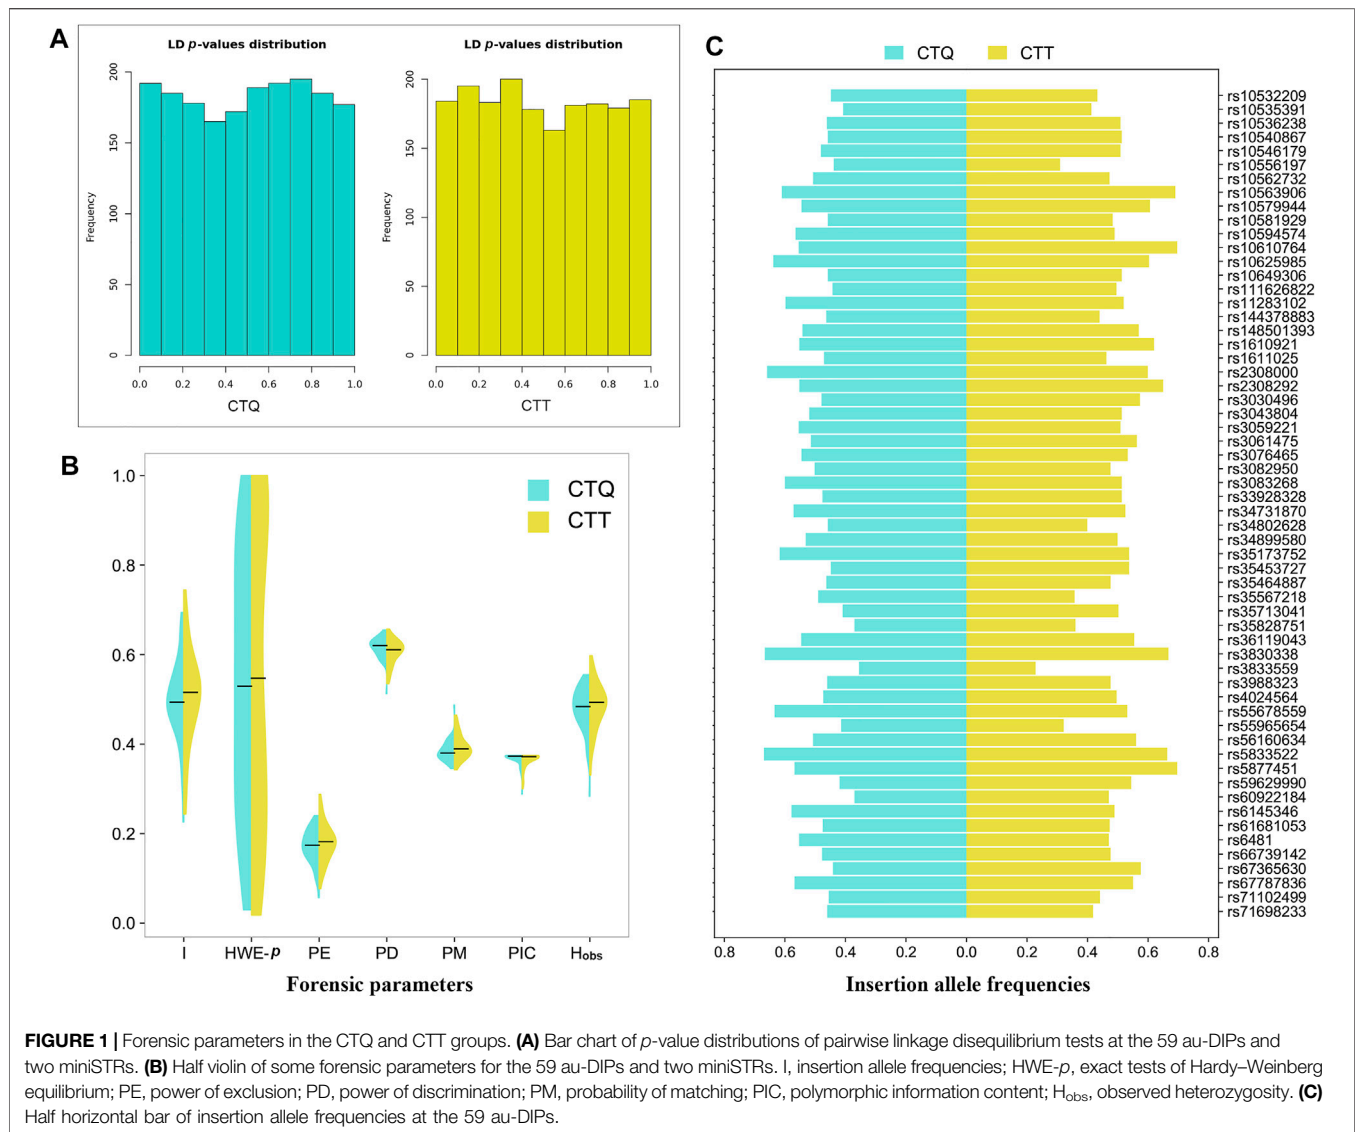 A
LD p-values distribution
LD p-values distribution
Frequency
0
50
100
150
200
0.0 0.2 0.4 0.6 0.8 1.0
CTQ
Frequency
0
50
100
150
200
0.0 0.2 0.4 0.6 0.8 1.0
CTT
B
CTQ
CTT
1.0
0.8
0.6
0.4
0.2
0.0
I HWE-p PE PD PM PIC Hobs
Forensic parameters
C
CTQ CTT
rs10532209
rs10535391
rs10536238
rs10540867
rs10546179
rs10556197
rs10562732
rs10563906
rs10579944
rs10581929
rs10594574
rs10610764
rs10625985
rs10649306
rs111626822
rs11283102
rs144378883
rs148501393
rs1610921
rs1611025
rs2308000
rs2308292
rs3030496
rs3043804
rs3059221
rs3061475
rs3076465
rs3082950
rs3083268
rs33928328
rs34731870
rs34802628
rs34899580
rs35173752
rs35453727
rs35464887
rs35567218
rs35713041
rs35828751
rs36119043
rs3830338
rs3833559
rs3988323
rs4024564
rs55678559
rs55965654
rs56160634
rs5833522
rs5877451
rs59629990
rs60922184
rs6145346
rs61681053
rs6481
rs66739142
rs67365630
rs67787836
rs71102499
rs71698233
0.8 0.6 0.4 0.2 0.0 0.2 0.4 0.6 0.8
Insertion allele frequencies
FIGURE 1 | Forensic parameters in the CTQ and CTT groups. (A) Bar chart of p-value distributions of pairwise linkage disequilibrium tests at the 59 au-DIPs and
two miniSTRs. (B) Half violin of some forensic parameters for the 59 au-DIPs and two miniSTRs. I, insertion allele frequencies; HWE-p, exact tests of Hardy–Weinberg
equilibrium; PE, power of exclusion; PD, power of discrimination; PM, probability of matching; PIC, polymorphic information content; Hobs, observed heterozygosity. (C)
Half horizontal bar of insertion allele frequencies at the 59 au-DIPs.